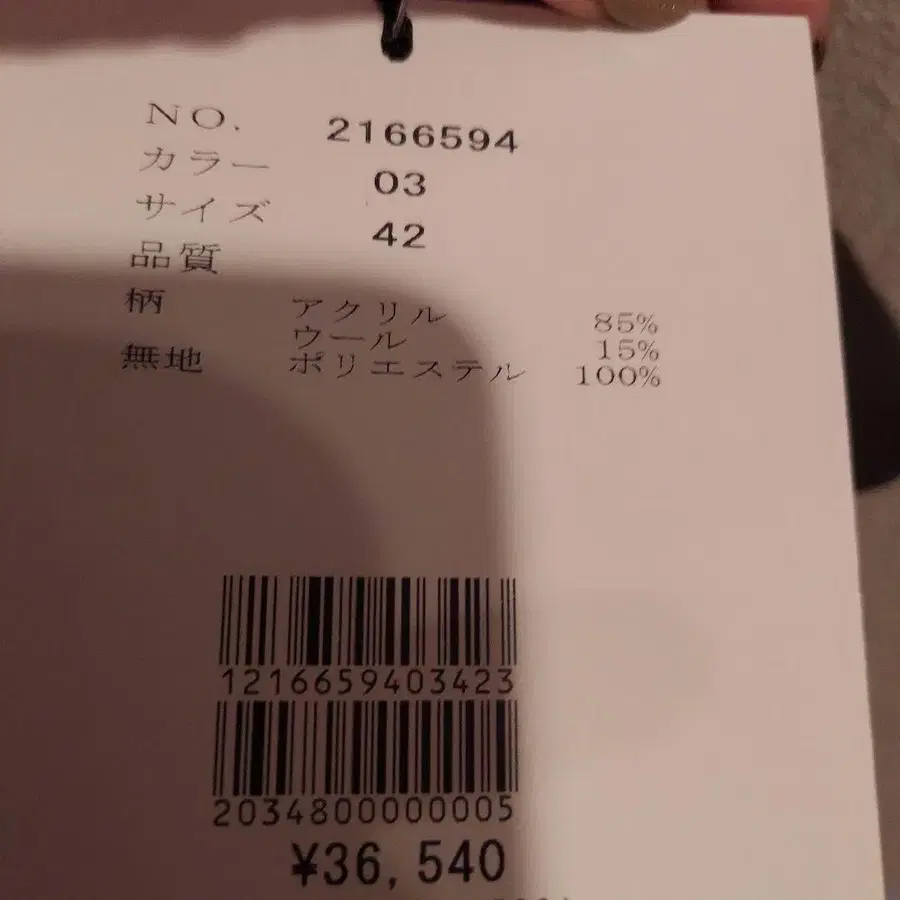 NO. 2166594
カラー 03
サイズ 42
品質
柄 アクリル 85%
ウール 15%
無地 ポリエステル 100%
1216659403423
2034800000005
¥36,540